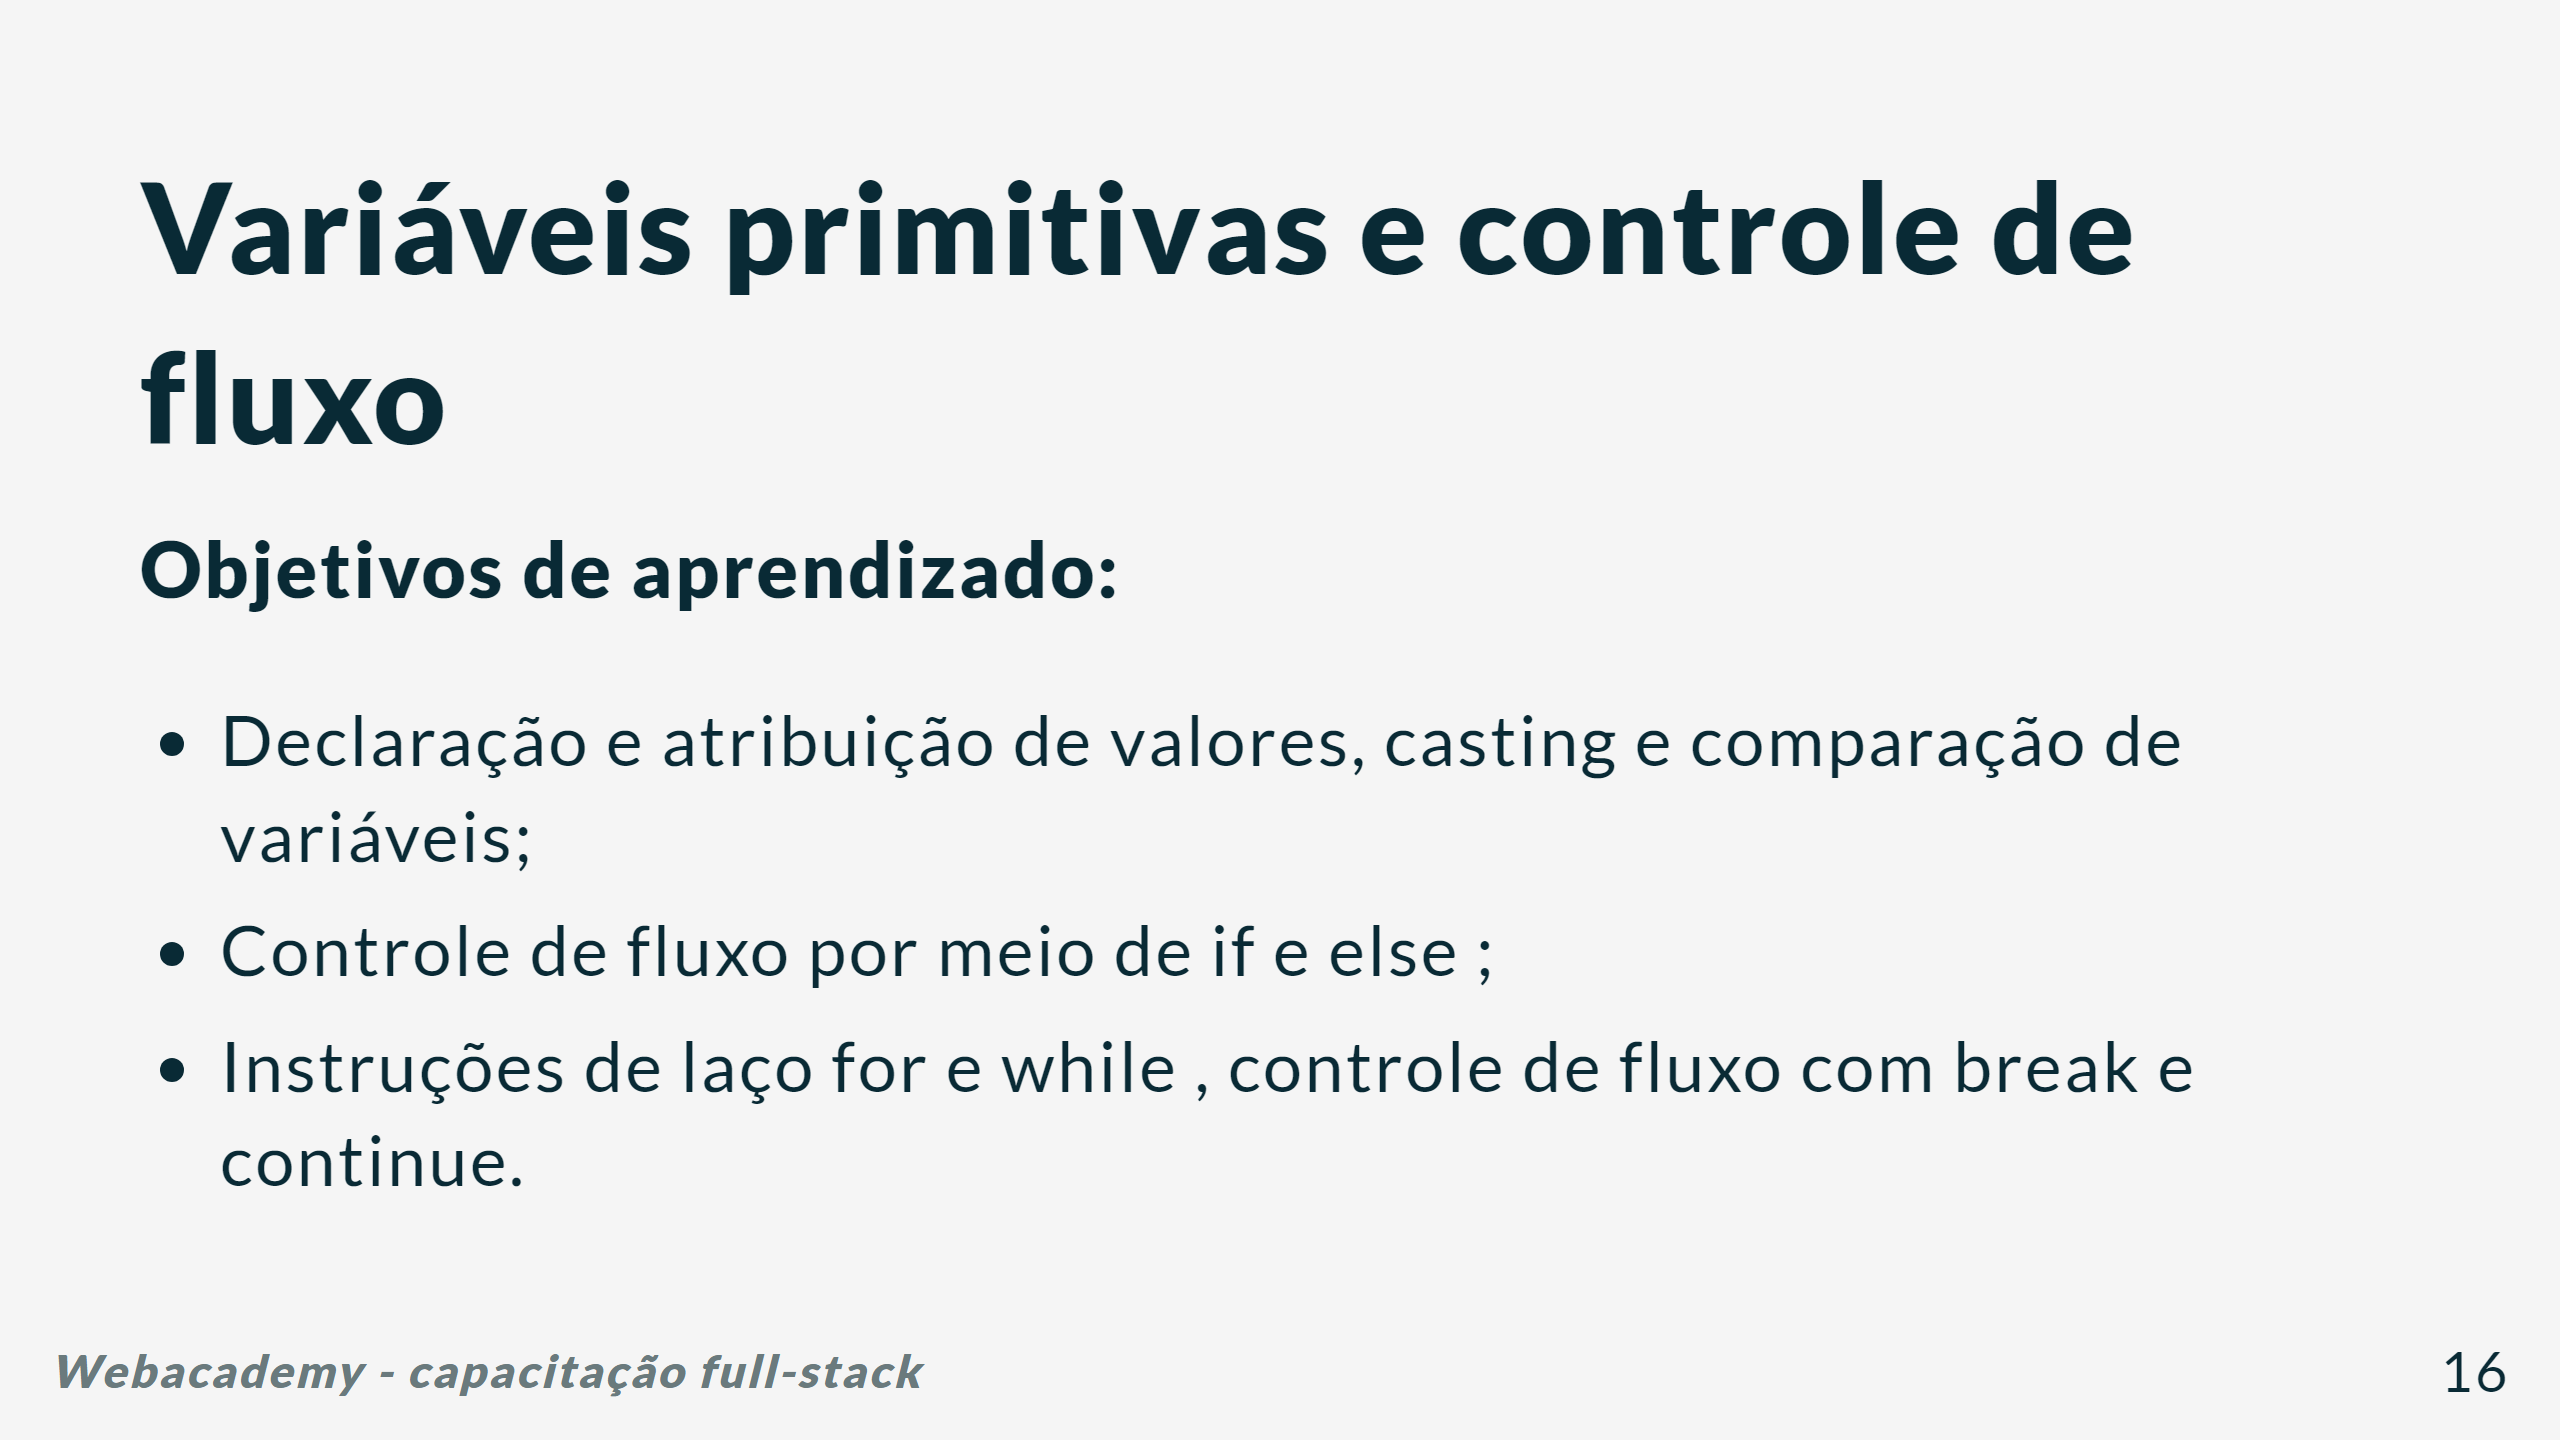 Variáveis primitivas e controle de
fluxo
Objetivos de aprendizado:
• Declaração e atribuição de valores, casting e comparação de
variáveis;
• Controle de fluxo por meio de if e else ;
• Instruções de laço for e while , controle de fluxo com break e
continue.
Webacademy - capacitação full-stack
16